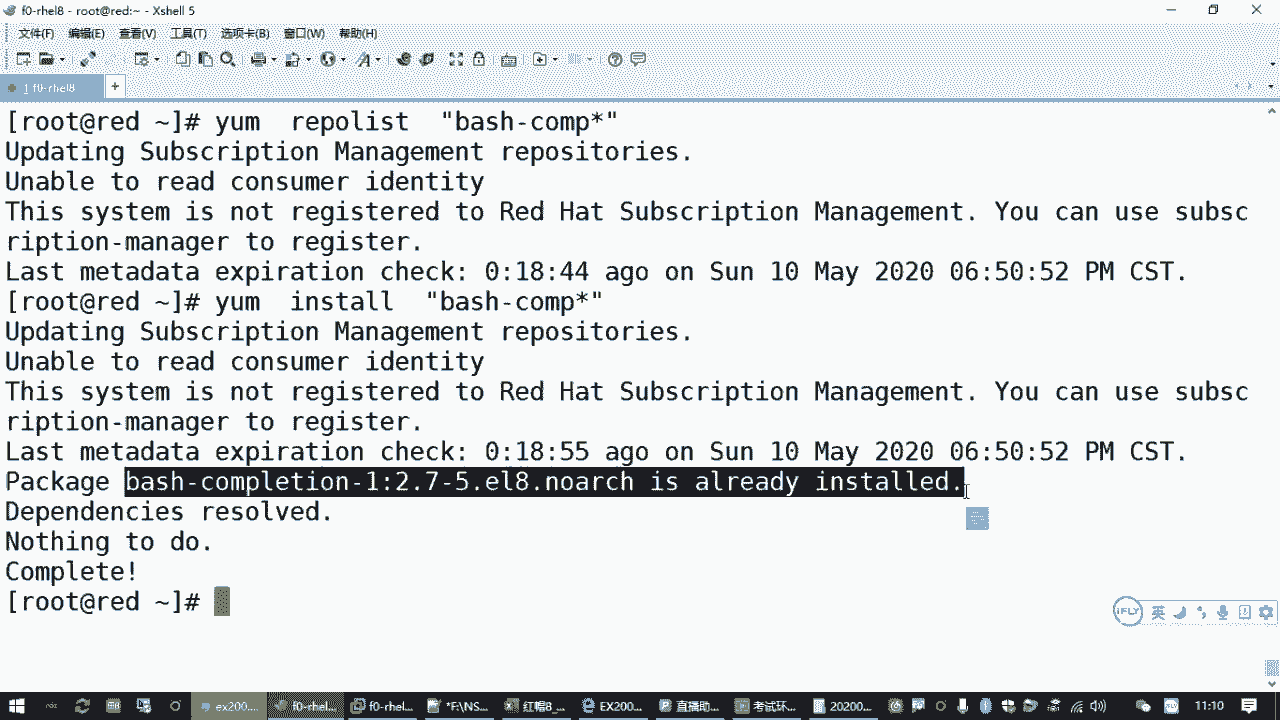 f0-rhel8 - root@red:~ - Xshell 5
文件(F) 编辑(E) 查看(V) 工具(T) 选项卡(B) 窗口(W) 帮助(H)
1 f0-rhel8
[root@red ~]# yum  repolist  "bash-comp*"
Updating Subscription Management repositories.
Unable to read consumer identity
This system is not registered to Red Hat Subscription Management. You can use subsc
ription-manager to register.
Last metadata expiration check: 0:18:44 ago on Sun 10 May 2020 06:50:52 PM CST.
[root@red ~]# yum  install  "bash-comp*"
Updating Subscription Management repositories.
Unable to read consumer identity
This system is not registered to Red Hat Subscription Management. You can use subsc
ription-manager to register.
Last metadata expiration check: 0:18:55 ago on Sun 10 May 2020 06:50:52 PM CST.
Package bash-completion-1:2.7-5.el8.noarch is already installed.
Dependencies resolved.
Nothing to do.
Complete!
[root@red ~]#
iFLY 英
ex200... f0-rhel... f0-rhel... *F:\NS... 红帽8_... EX200... 直播助... 考试环... 20200... 11:10